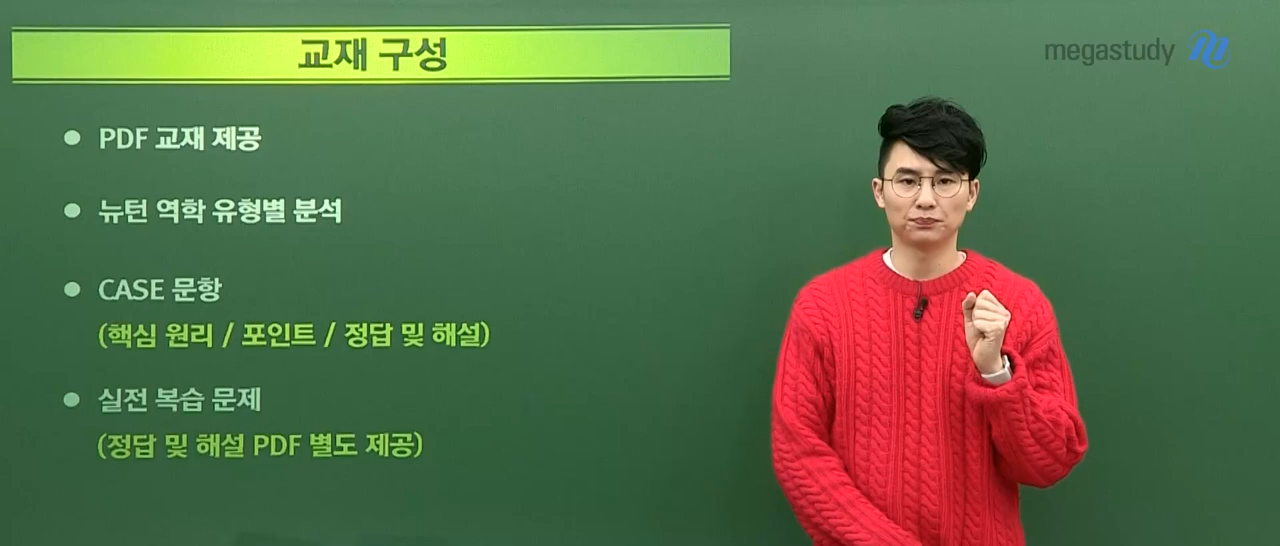 교재 구성
megastudy
● PDF 교재 제공
● 뉴턴 역학 유형별 분석
● CASE 문항
(핵심 원리 / 포인트 / 정답 및 해설)
● 실전 복습 문제
(정답 및 해설 PDF 별도 제공)